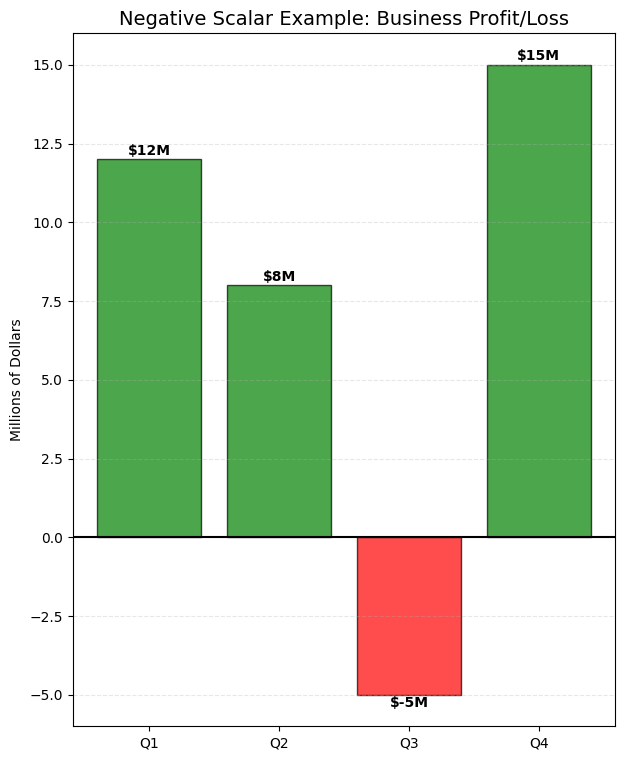 Negative Scalar Example: Business Profit/Loss
$15M
15.0
$12M
12.5
10.0
$8M
7.5
Millions of Dollars
5.0
2.5
0.0
−2.5
−5.0
$-5M
Q1 Q2 Q3 Q4